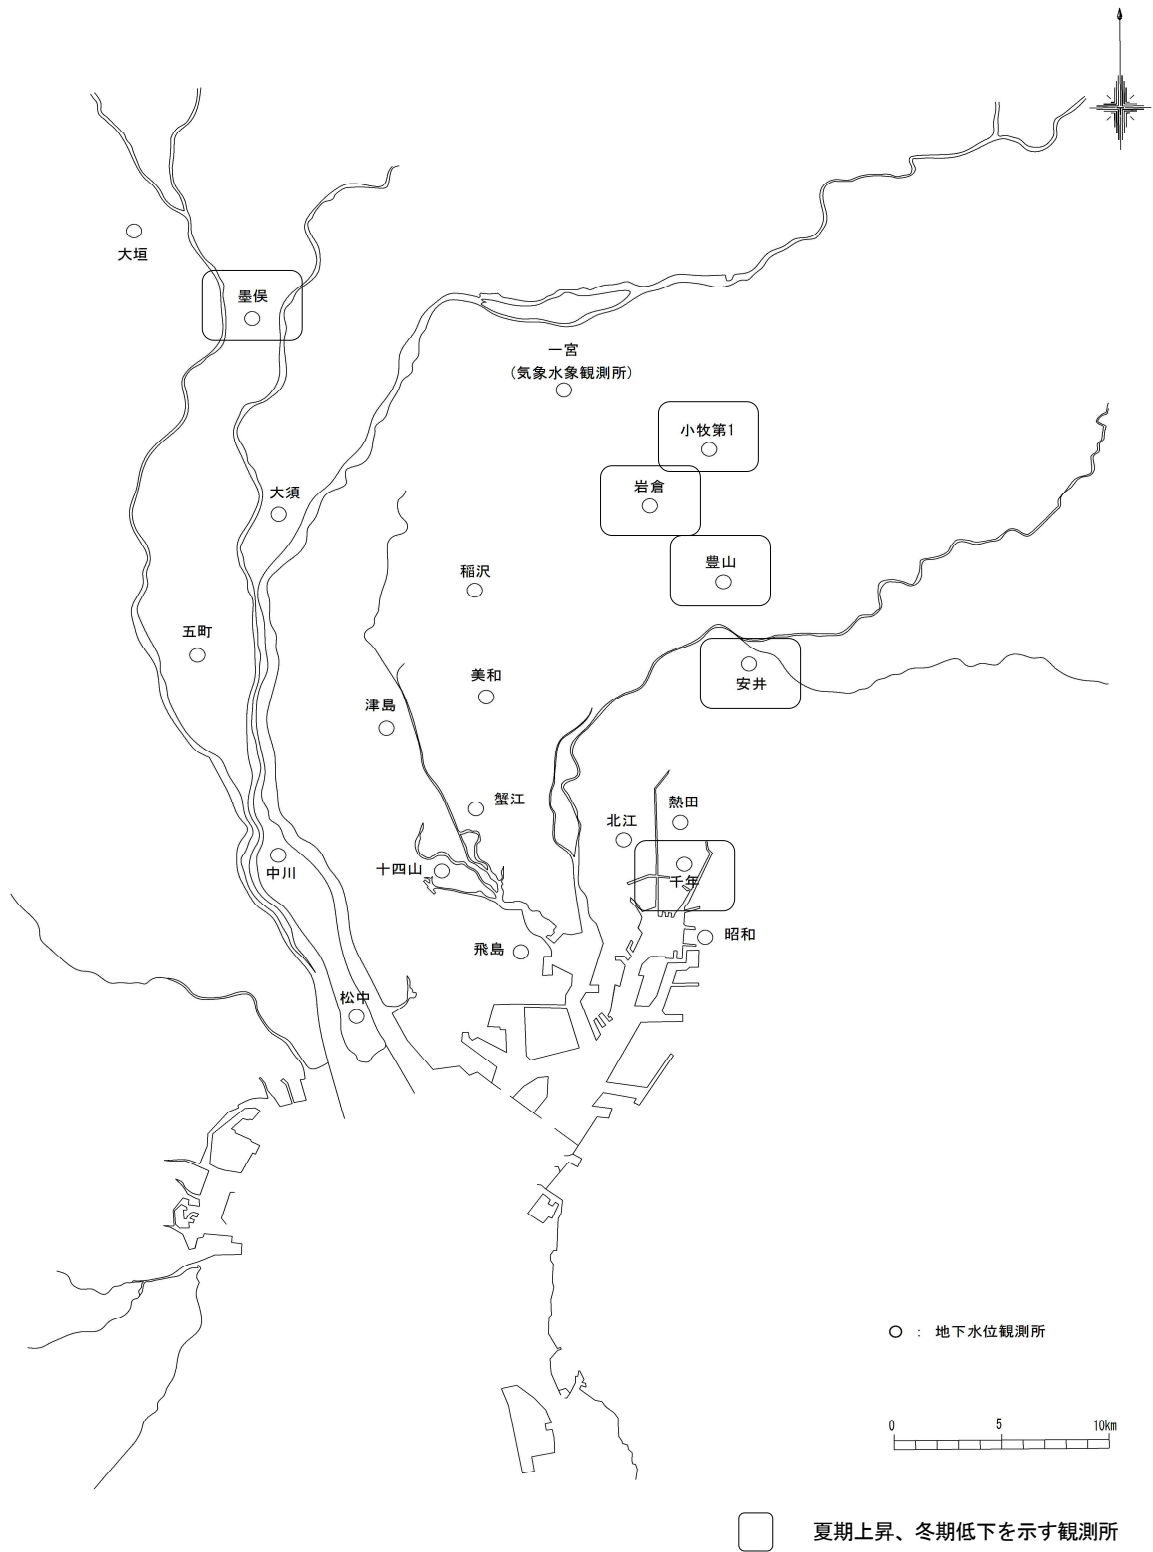 大垣
墨俣
一宮
(気象水象観測所)
小牧第1
岩倉
大須
豊山
稲沢
五町
美和
安井
津島
蟹江
熱田
北江
中川
十四山
千年
昭和
飛島
松中
： 地下水位観測所
0 5 10km
夏期上昇、冬期低下を示す観測所